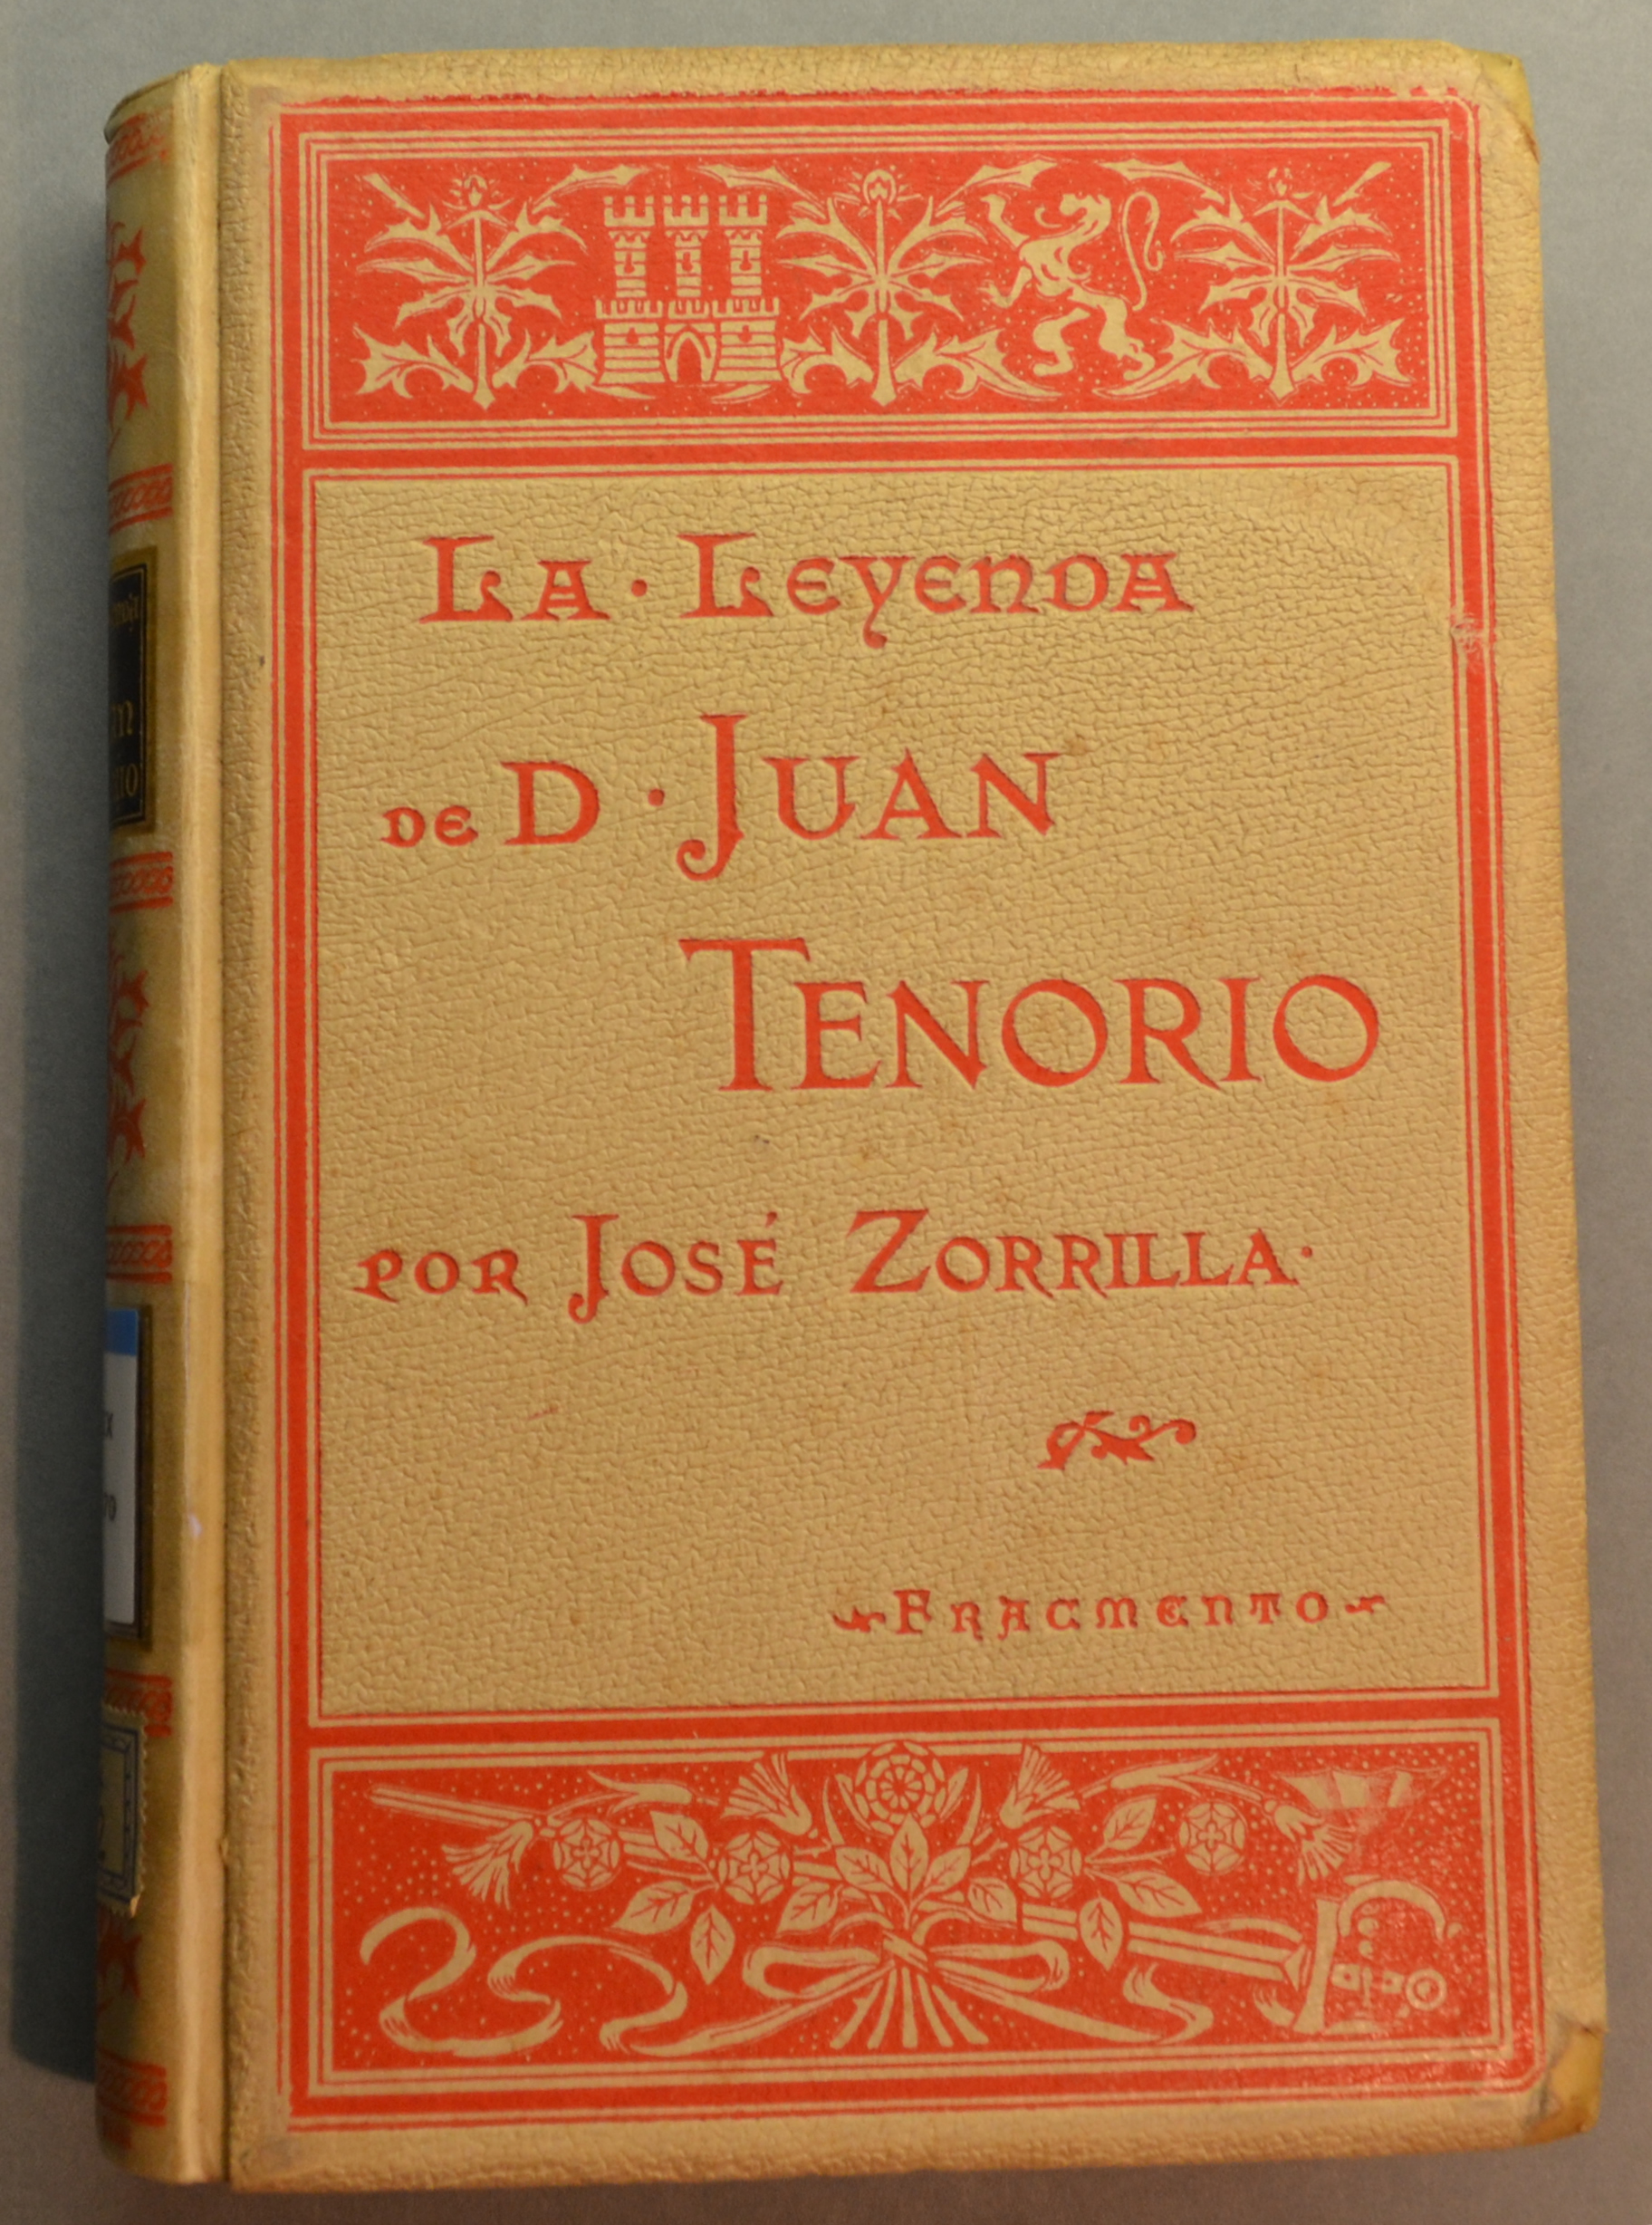 La · Leyenda
de D · Juan
Tenorio
por José Zorrilla ·
Fragmento